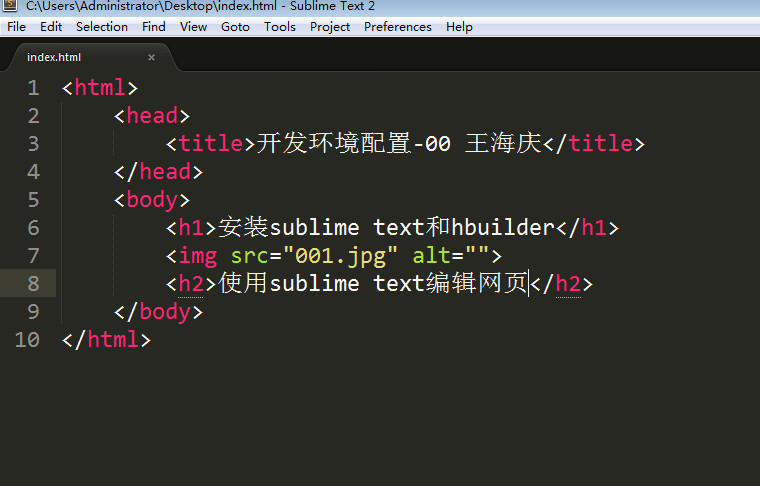 C:\Users\Administrator\Desktop\index.html - Sublime Text 2
File Edit Selection Find View Goto Tools Project Preferences Help
index.html ×
1 <html>
2 <head>
3 <title>开发环境配置-00 王海庆</title>
4 </head>
5 <body>
6 <h1>安装sublime text和hbuilder</h1>
7 <img src="001.jpg" alt="">
8 <h2>使用sublime text编辑网页</h2>
9 </body>
10 </html>